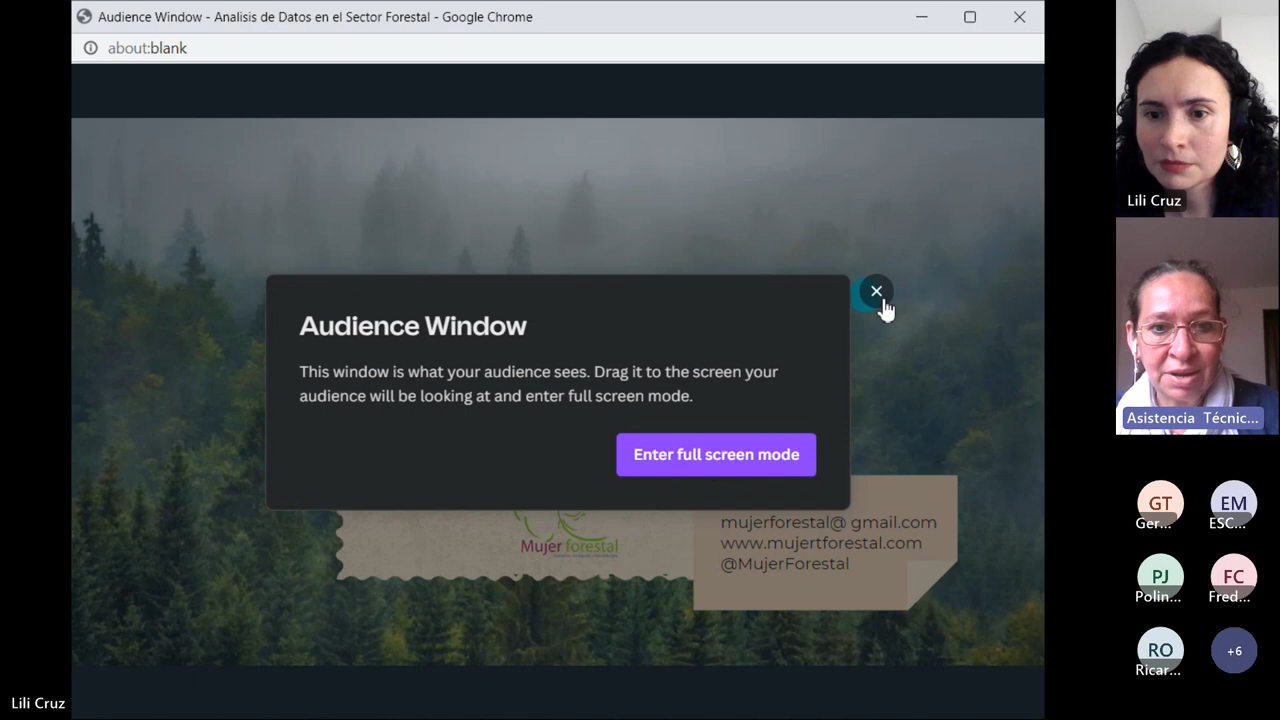 Audience Window - Analisis de Datos en el Sector Forestal - Google Chrome
about:blank
Audience Window
This window is what your audience sees. Drag it to the screen your
audience will be looking at and enter full screen mode.
Enter full screen mode
Mujer forestal
mujerforestal@ gmail.com
www.mujertforestal.com
@MujerForestal
Lili Cruz
Asistencia Técnic...
GT
Ger...
EM
ESC...
PJ
Polin...
FC
Fred...
RO
Ricar...
+6
Lili Cruz